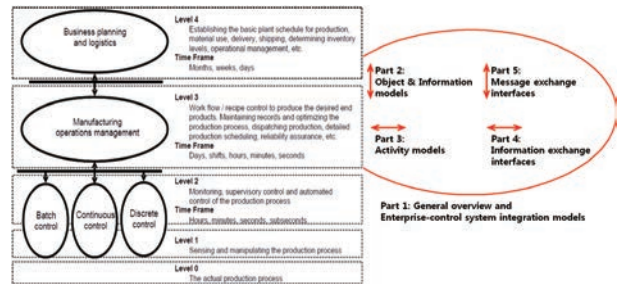 Business planning
and logistics
Level 4
Establishing the basic plant schedule for production,
material use, delivery, shipping, determining inventory
levels, operational management, etc.
Time Frame
Months, weeks, days
Manufacturing
operations management
Level 3
Work flow / recipe control to produce the desired end
products. Maintaining records and optimizing the
production process, dispatching production, detailed
production scheduling, reliability assurance, etc.
Time Frame
Days, shifts, hours, minutes, seconds
Batch
control
Continuous
control
Discrete
control
Level 2
Monitoring, supervisory control and automated
control of the production process
Time Frame
Hours, minutes, seconds, subseconds
Level 1
Sensing and manipulating the production process
Level 0
The actual production process
Part 2:
Object & Information
models
Part 5:
Message exchange
interfaces
Part 3:
Activity models
Part 4:
Information exchange
interfaces
Part 1: General overview and
Enterprise-control system integration models